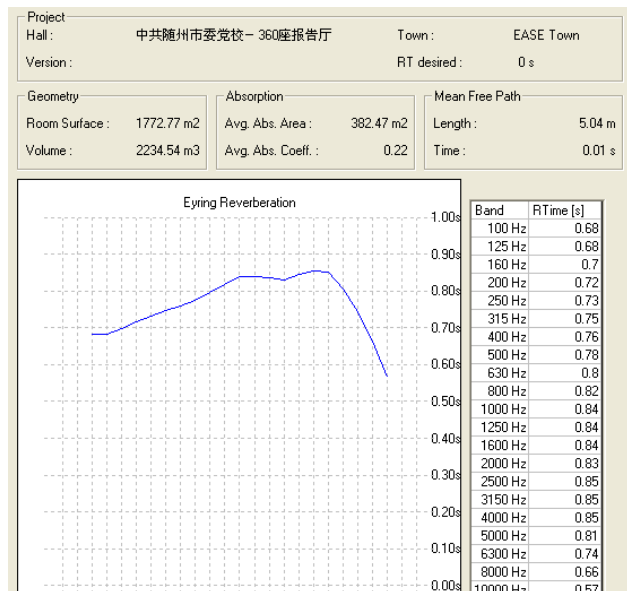 Project
Hall : 中共随州市委党校– 360座报告厅 Town : EASE Town
Version : RT desired : 0 s
Geometry Absorption Mean Free Path
Room Surface : 1772.77 m2 Avg. Abs. Area : 382.47 m2 Length : 5.04 m
Volume : 2234.54 m3 Avg. Abs. Coeff. : 0.22 Time : 0.01 s
Eyring Reverberation
1.00s
0.90s
0.80s
0.70s
0.60s
0.50s
0.40s
0.30s
0.20s
0.10s
0.00s
Band RTime [s]
100 Hz 0.68
125 Hz 0.68
160 Hz 0.7
200 Hz 0.72
250 Hz 0.73
315 Hz 0.75
400 Hz 0.76
500 Hz 0.78
630 Hz 0.8
800 Hz 0.82
1000 Hz 0.84
1250 Hz 0.84
1600 Hz 0.84
2000 Hz 0.83
2500 Hz 0.85
3150 Hz 0.85
4000 Hz 0.85
5000 Hz 0.81
6300 Hz 0.74
8000 Hz 0.66
10000 Hz 0.57